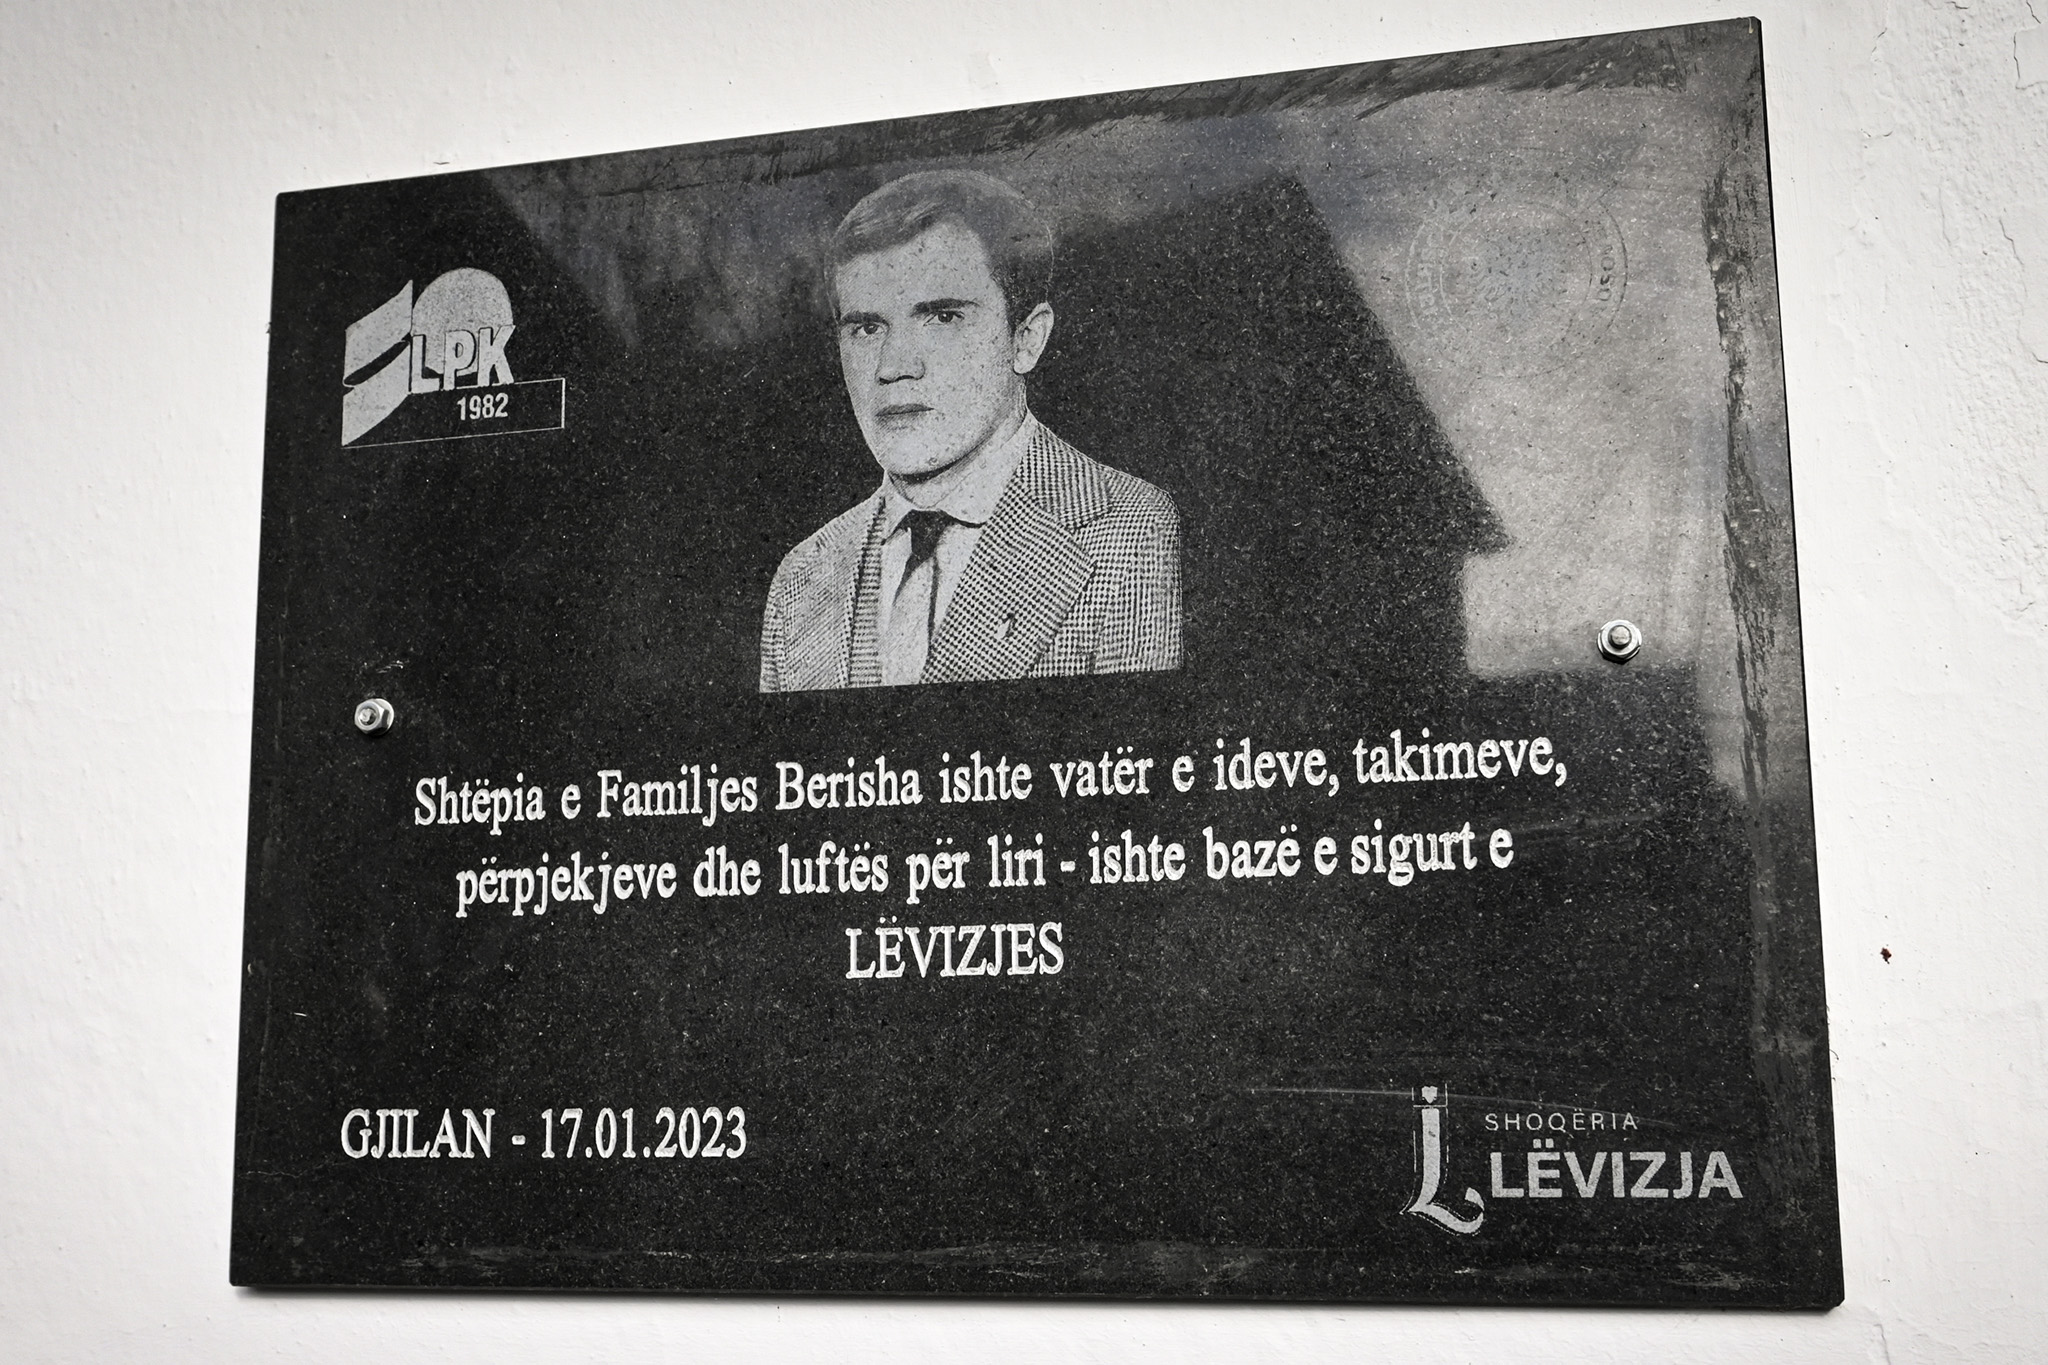 LPK
1982
Shtëpia e Familjes Berisha ishte vatër e ideve, takimeve,
përpjekjeve dhe luftës për liri - ishte bazë e sigurt e
LËVIZJES
GJILAN - 17.01.2023
SHOQËRIA
LËVIZJA